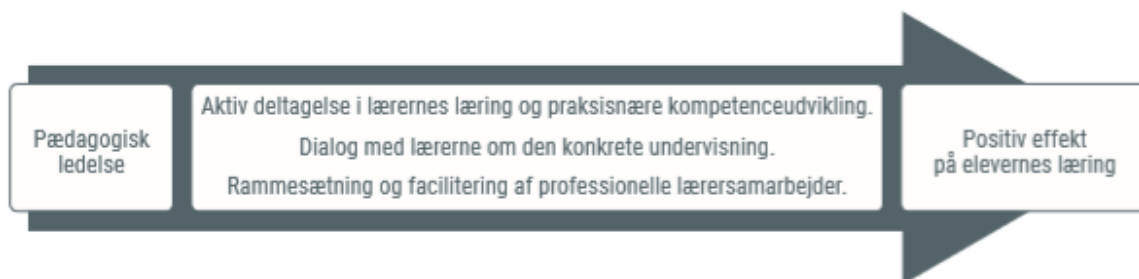 Pædagogisk
ledelse
Aktiv deltagelse i lærernes læring og praksisnære kompetenceudvikling.
Dialog med lærerne om den konkrete undervisning.
Rammesætning og facilitering af professionelle lærersamarbejder.
Positiv effekt
på elevernes læring